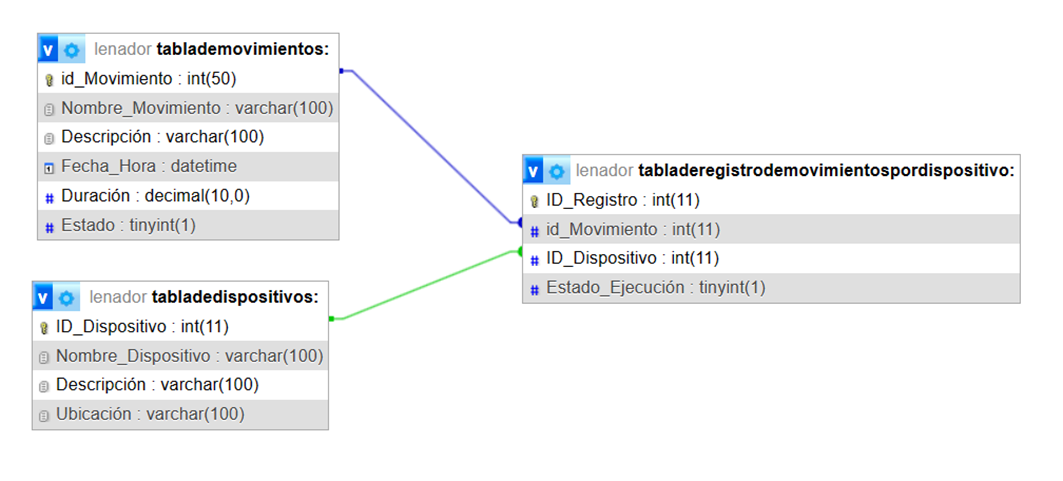 v lenador tablademovimientos:
id_Movimiento : int(50)
Nombre_Movimiento : varchar(100)
Descripción : varchar(100)
Fecha_Hora : datetime
# Duración : decimal(10,0)
# Estado : tinyint(1)
v lenador tabladeregistrodemovimientospordispositivo:
ID_Registro : int(11)
# id_Movimiento : int(11)
# ID_Dispositivo : int(11)
# Estado_Ejecución : tinyint(1)
v lenador tabladedispositivos:
ID_Dispositivo : int(11)
Nombre_Dispositivo : varchar(100)
Descripción : varchar(100)
Ubicación : varchar(100)